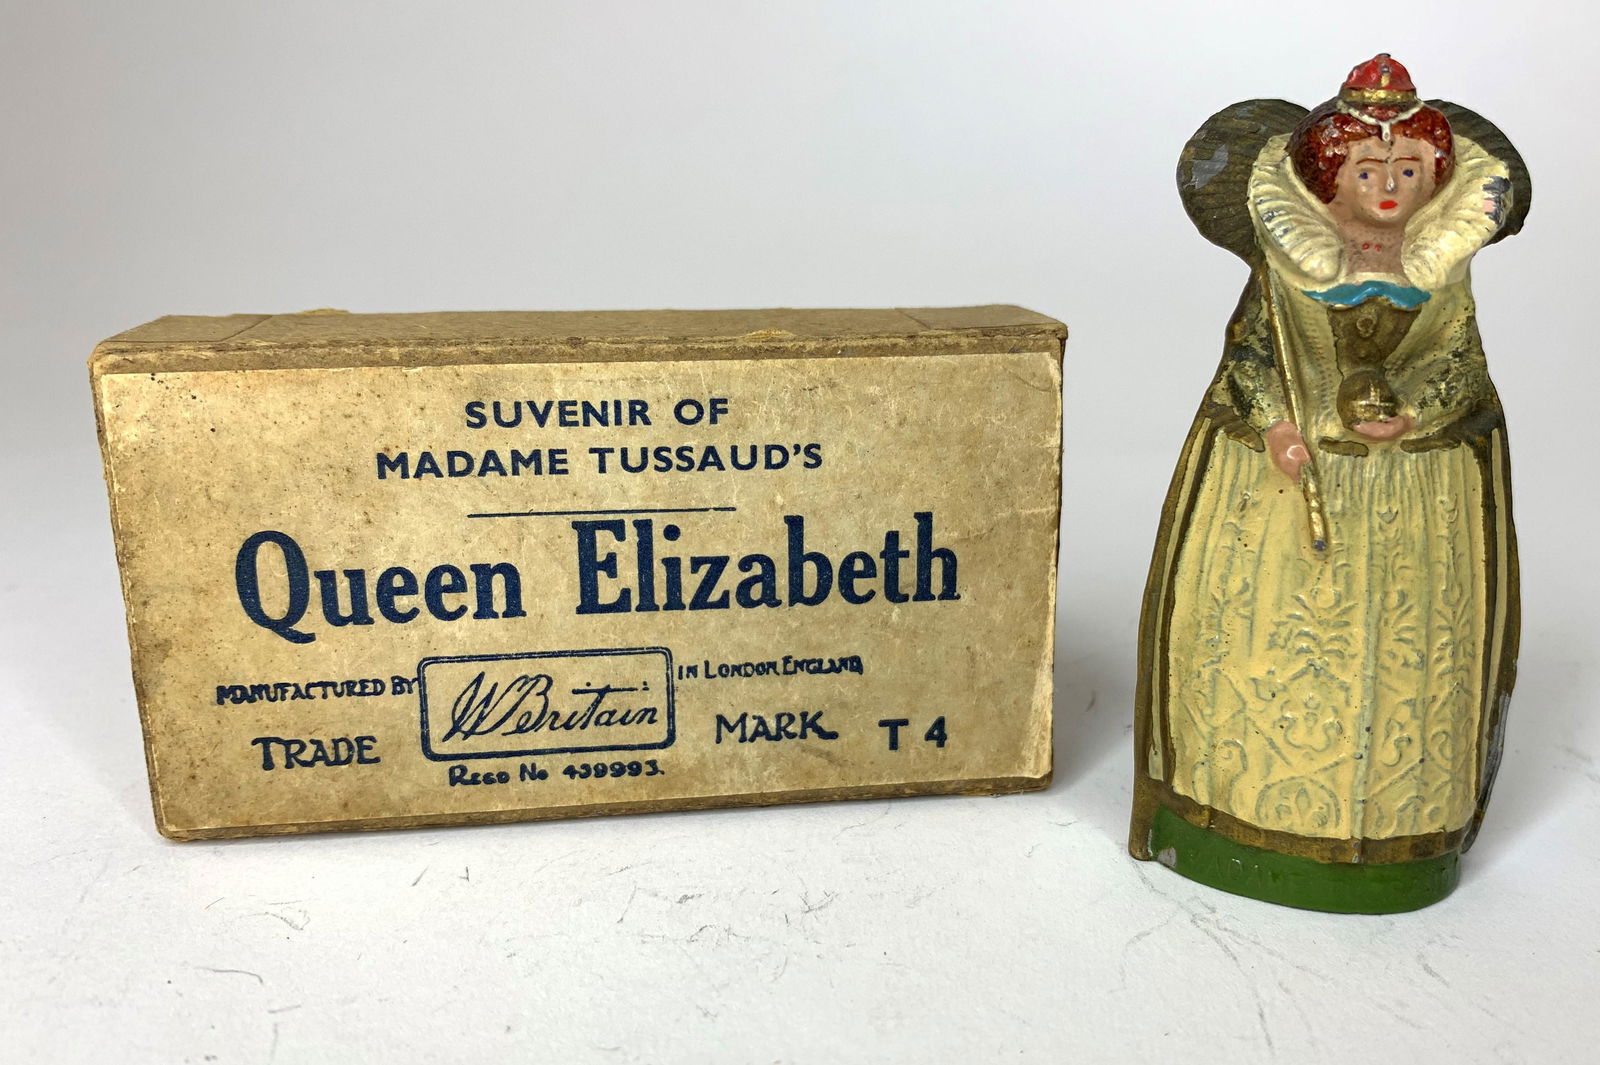 SUVENIR OF
MADAME TUSSAUD'S
Queen Elizabeth
MANUFACTURED BY W Britain IN LONDON, ENGLAND
TRADE MARK T 4
REGD No 439993.